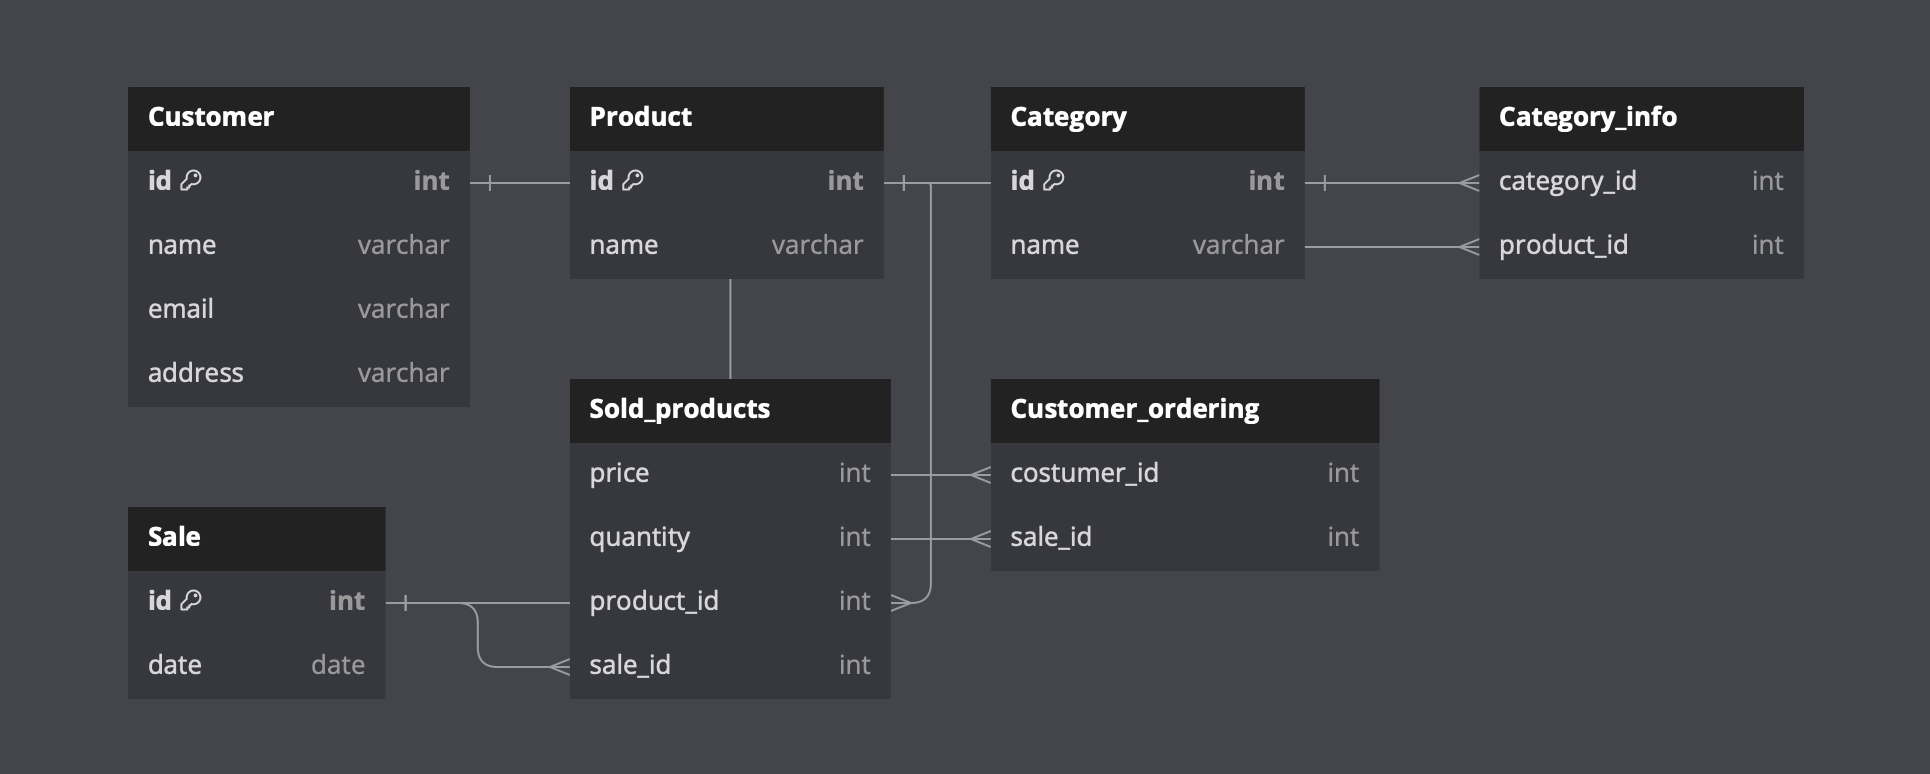 Customer
id int
name varchar
email varchar
address varchar
Product
id int
name varchar
Category
id int
name varchar
Category_info
category_id int
product_id int
Sale
id int
date date
Sold_products
price int
quantity int
product_id int
sale_id int
Customer_ordering
costumer_id int
sale_id int